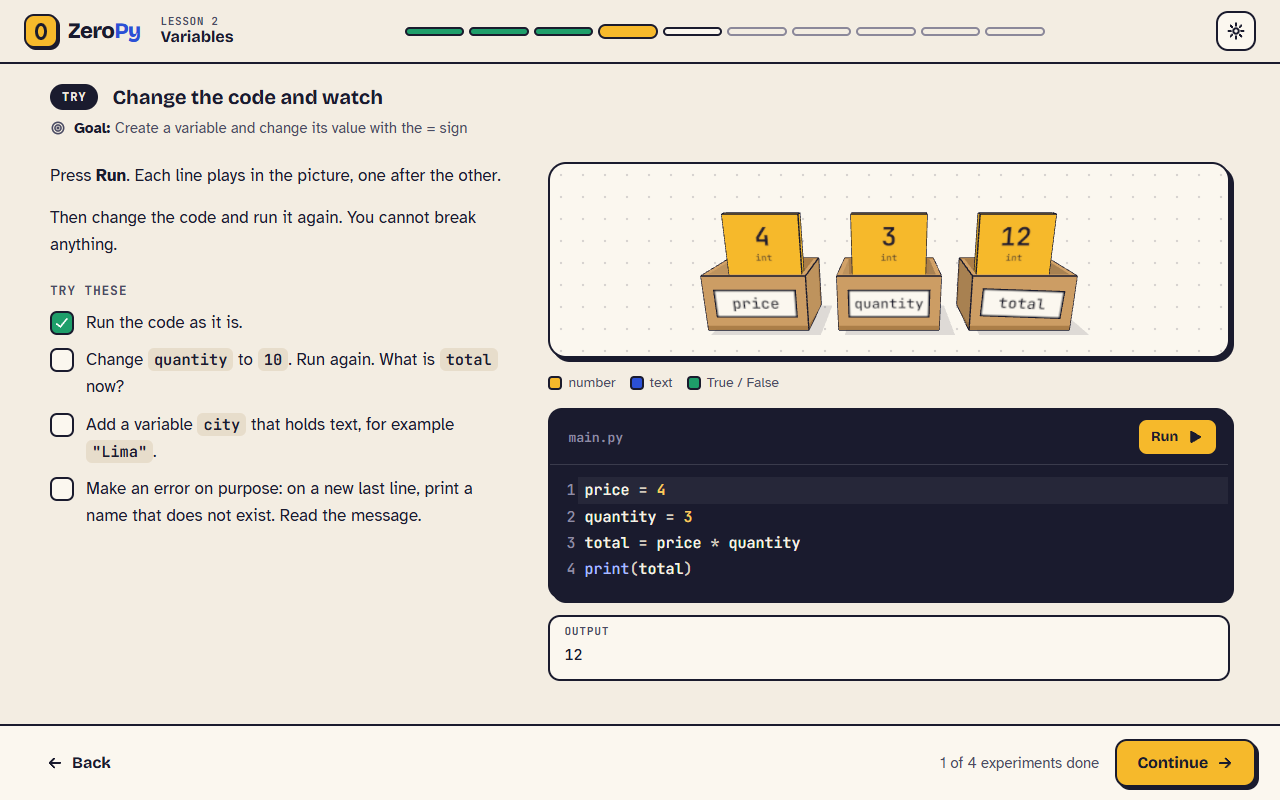 0 ZeroPy
LESSON 2
Variables
TRY Change the code and watch
Goal: Create a variable and change its value with the = sign
Press Run. Each line plays in the picture, one after the other.
Then change the code and run it again. You cannot break
anything.
TRY THESE
Run the code as it is.
Change quantity to 10. Run again. What is total
now?
Add a variable city that holds text, for example
"Lima".
Make an error on purpose: on a new last line, print a
name that does not exist. Read the message.
4 3 12
int int int
price quantity total
number text True / False
main.py Run
1 price = 4
2 quantity = 3
3 total = price * quantity
4 print(total)
OUTPUT
12
Back 1 of 4 experiments done Continue